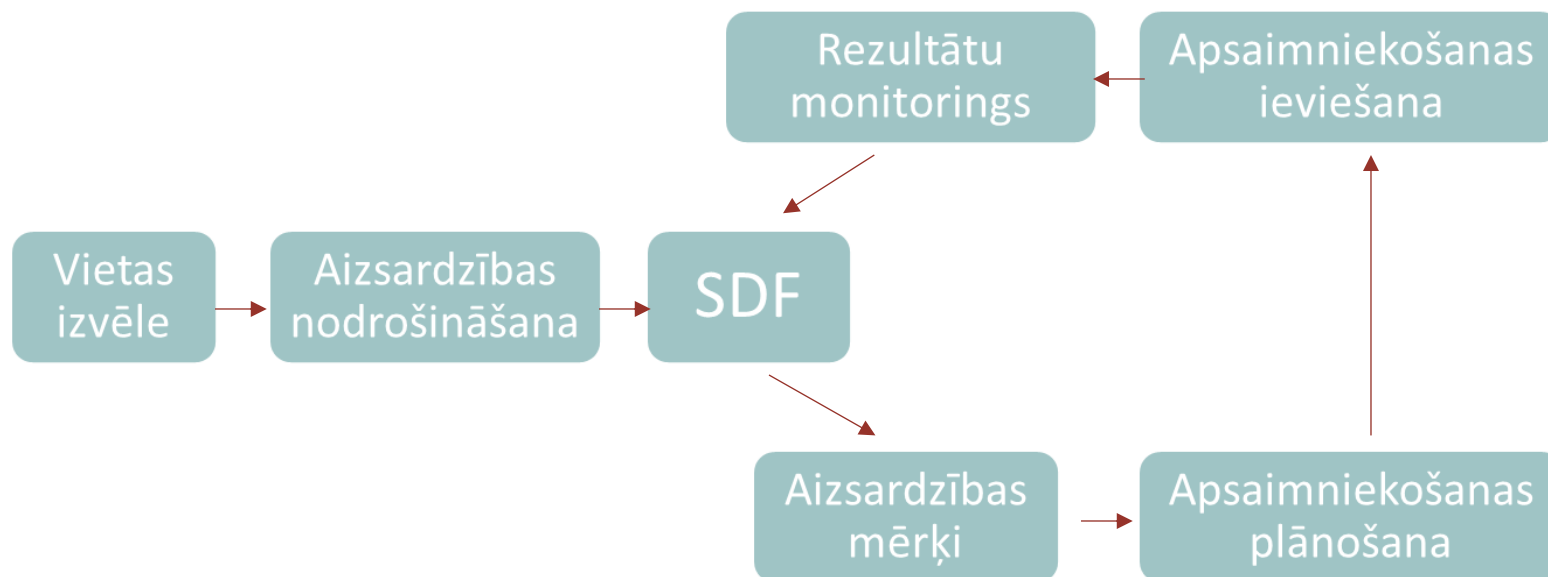 Rezultātu
monitorings
Apsaimniekošanas
ieviešana
Vietas
izvēle
Aizsardzības
nodrošināšana
SDF
Aizsardzības
mērķi
Apsaimniekošanas
plānošana